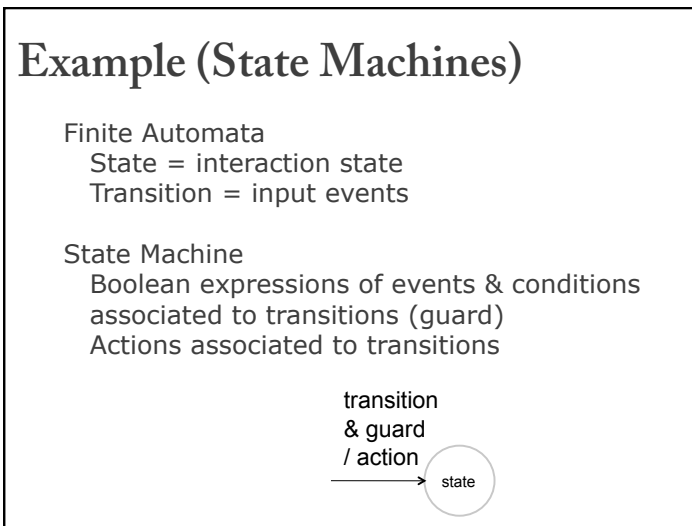 Example (State Machines)
Finite Automata
State = interaction state
Transition = input events
State Machine
Boolean expressions of events & conditions
associated to transitions (guard)
Actions associated to transitions
transition
& guard
/ action
state